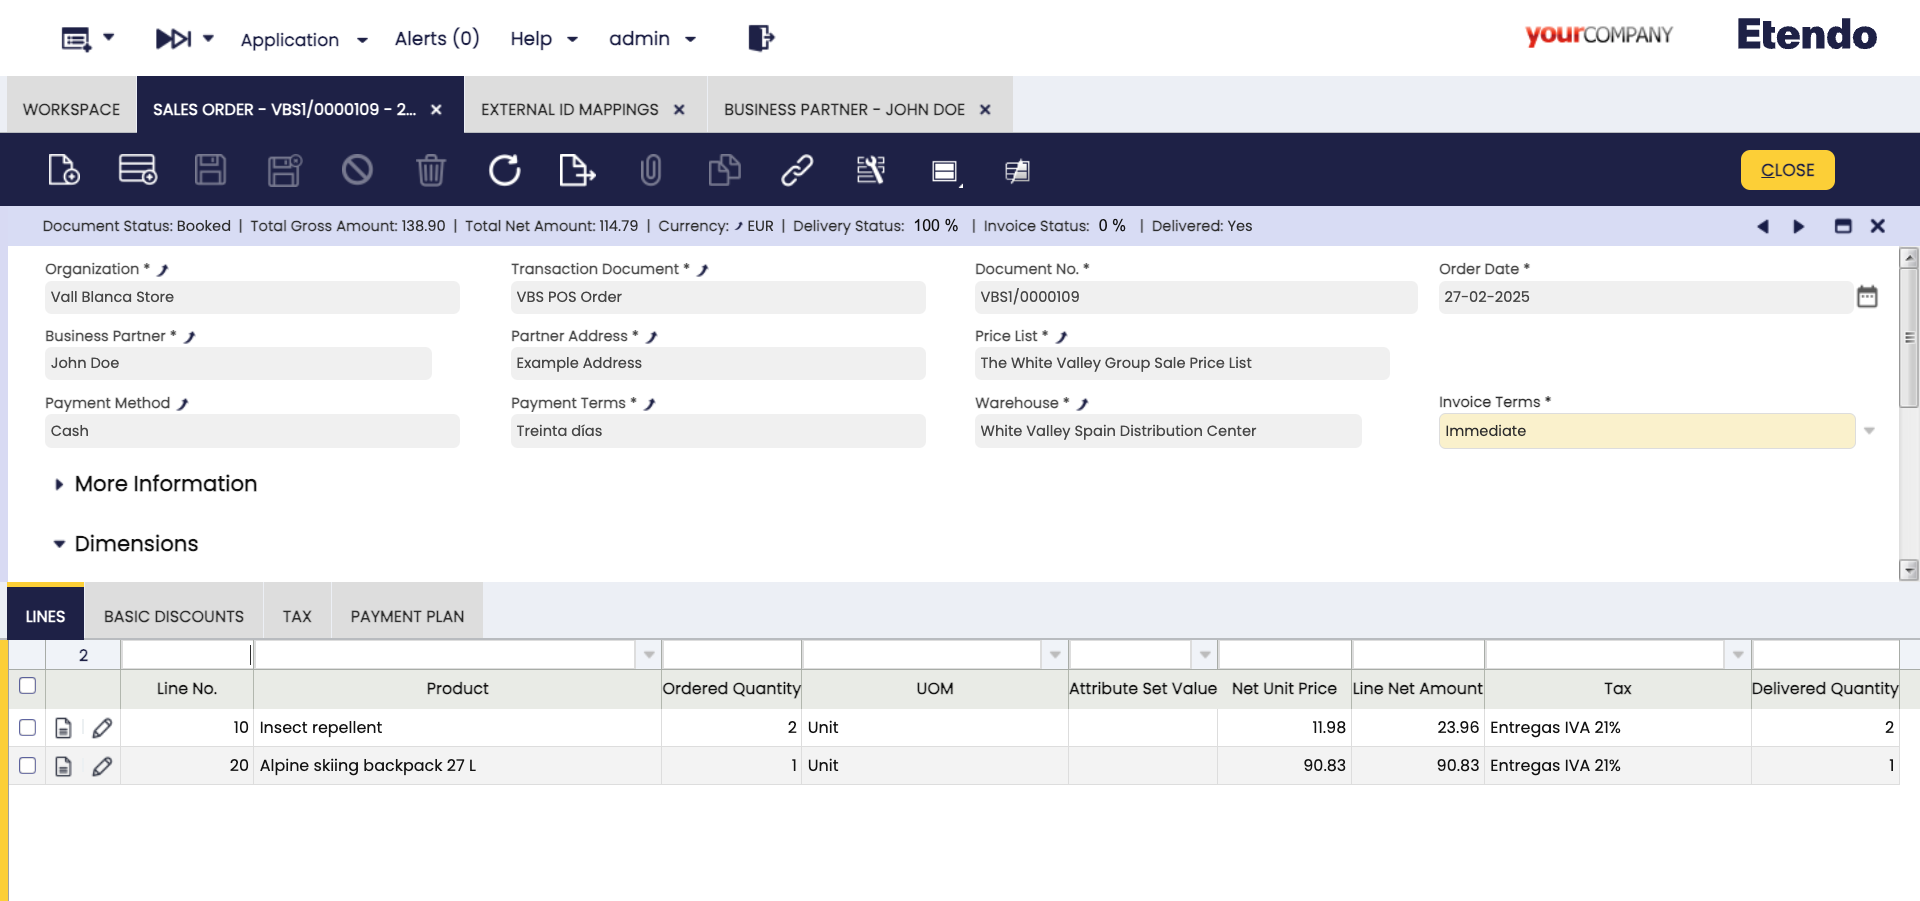 Application Alerts (0) Help admin yourCOMPANY Etendo
WORKSPACE SALES ORDER - VBS1/0000109 - 2... EXTERNAL ID MAPPINGS BUSINESS PARTNER - JOHN DOE
CLOSE
Document Status: Booked | Total Gross Amount: 138.90 | Total Net Amount: 114.79 | Currency: EUR | Delivery Status: 100 % | Invoice Status: 0 % | Delivered: Yes
Organization * Transaction Document * Document No. * Order Date *
Vall Blanca Store VBS POS Order VBS1/0000109 27-02-2025
Business Partner * Partner Address * Price List *
John Doe Example Address The White Valley Group Sale Price List
Payment Method Payment Terms * Warehouse * Invoice Terms *
Cash Treinta días White Valley Spain Distribution Center Immediate
More Information
Dimensions
LINES BASIC DISCOUNTS TAX PAYMENT PLAN
2
Line No. Product Ordered Quantity UOM Attribute Set Value Net Unit Price Line Net Amount Tax Delivered Quantity
10 Insect repellent 2 Unit 11.98 23.96 Entregas IVA 21% 2
20 Alpine skiing backpack 27 L 1 Unit 90.83 90.83 Entregas IVA 21% 1